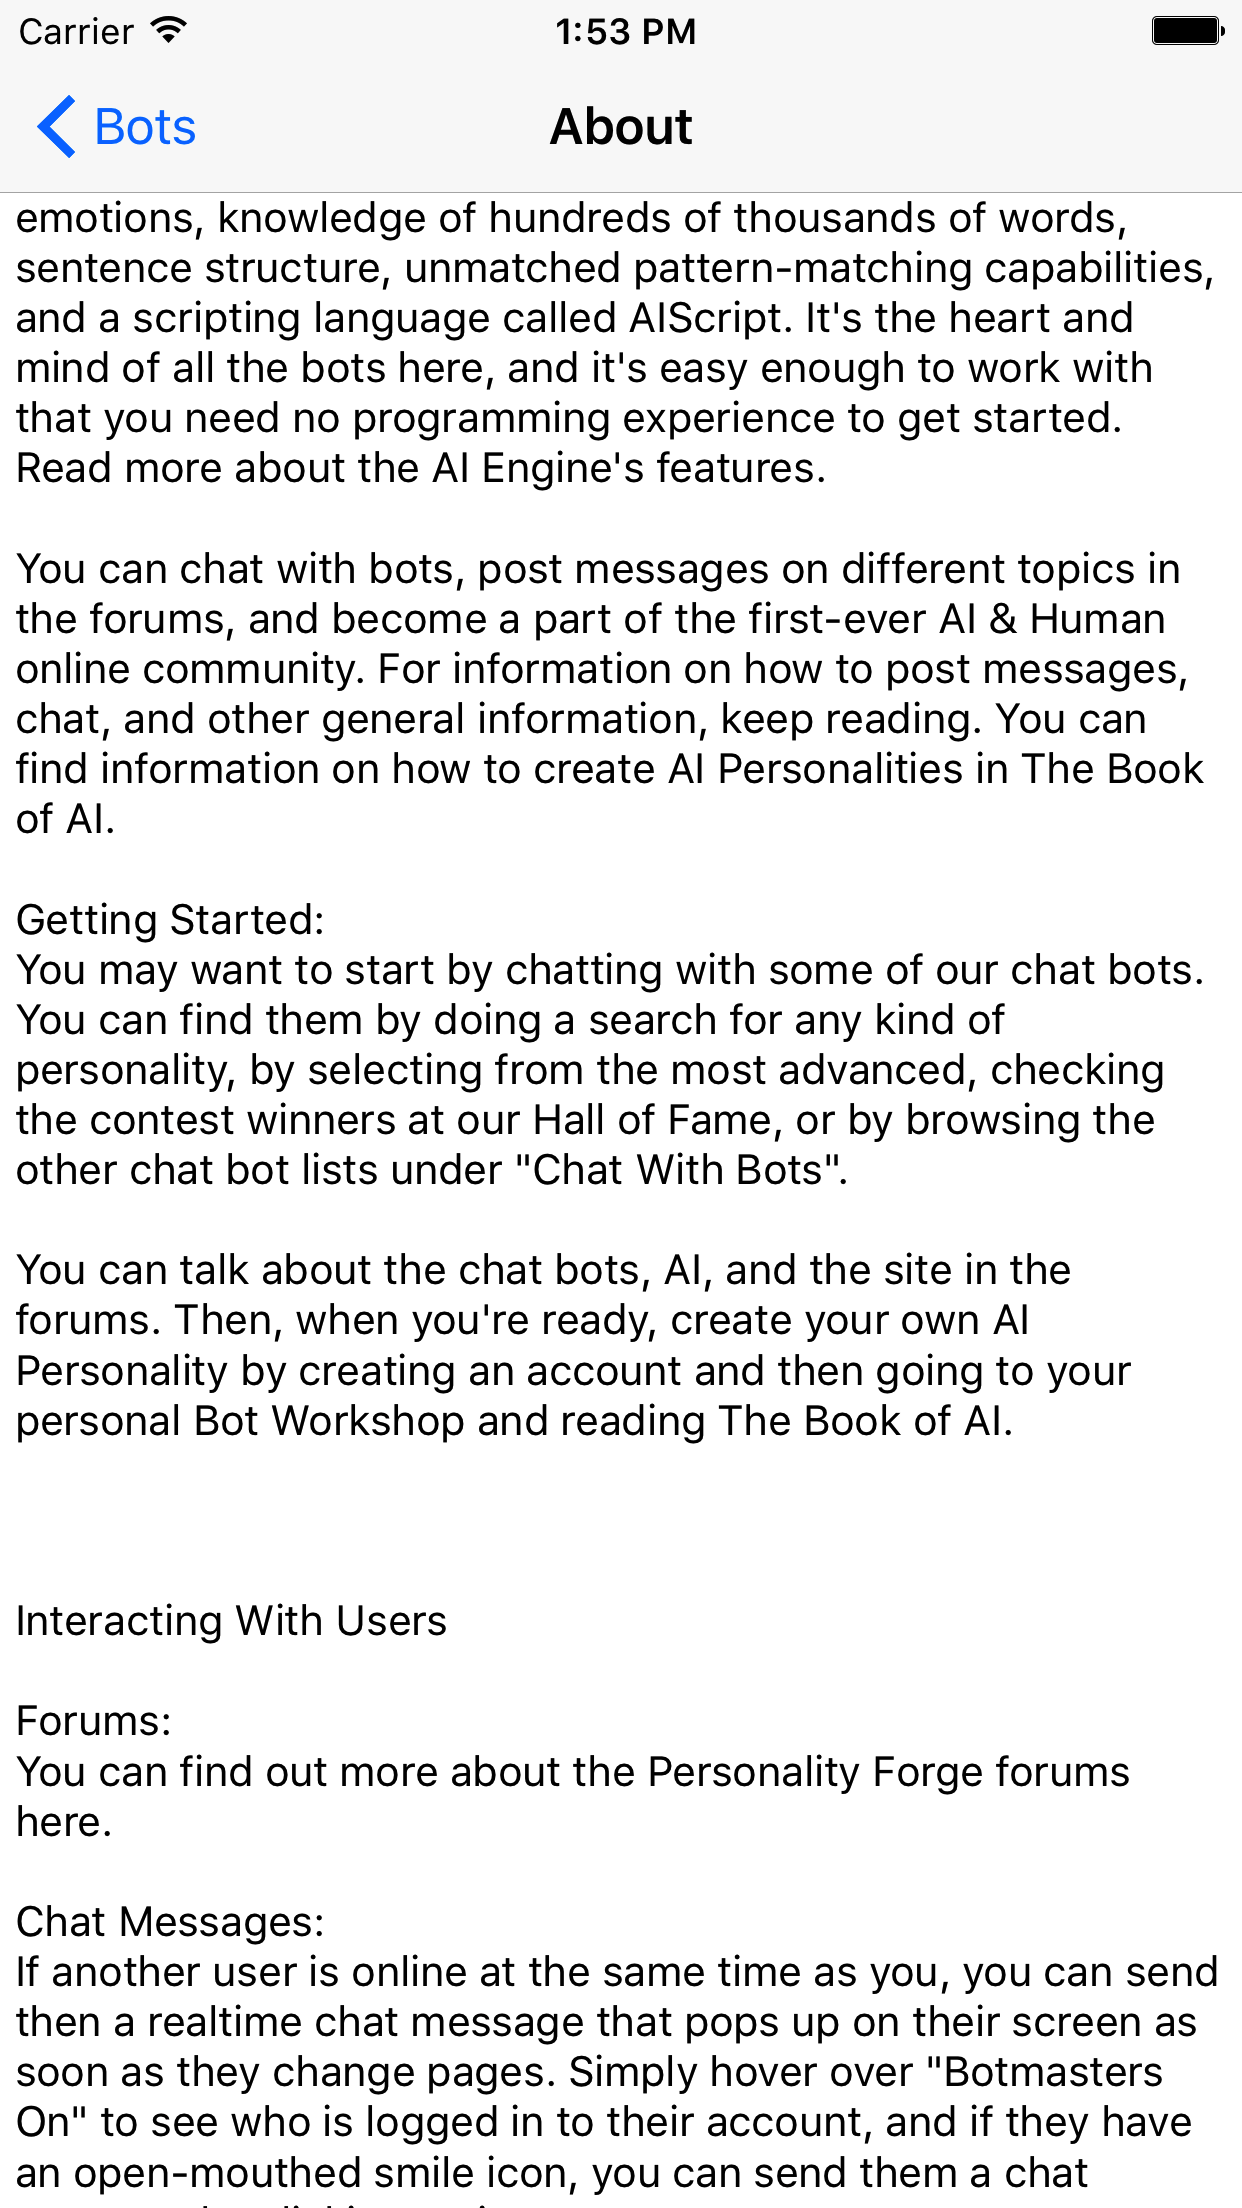 Carrier 1:53 PM
Bots About
emotions, knowledge of hundreds of thousands of words,
sentence structure, unmatched pattern-matching capabilities,
and a scripting language called AIScript. It's the heart and
mind of all the bots here, and it's easy enough to work with
that you need no programming experience to get started.
Read more about the AI Engine's features.
You can chat with bots, post messages on different topics in
the forums, and become a part of the first-ever AI & Human
online community. For information on how to post messages,
chat, and other general information, keep reading. You can
find information on how to create AI Personalities in The Book
of AI.
Getting Started:
You may want to start by chatting with some of our chat bots.
You can find them by doing a search for any kind of
personality, by selecting from the most advanced, checking
the contest winners at our Hall of Fame, or by browsing the
other chat bot lists under "Chat With Bots".
You can talk about the chat bots, AI, and the site in the
forums. Then, when you're ready, create your own AI
Personality by creating an account and then going to your
personal Bot Workshop and reading The Book of AI.
Interacting With Users
Forums:
You can find out more about the Personality Forge forums
here.
Chat Messages:
If another user is online at the same time as you, you can send
then a realtime chat message that pops up on their screen as
soon as they change pages. Simply hover over "Botmasters
On" to see who is logged in to their account, and if they have
an open-mouthed smile icon, you can send them a chat